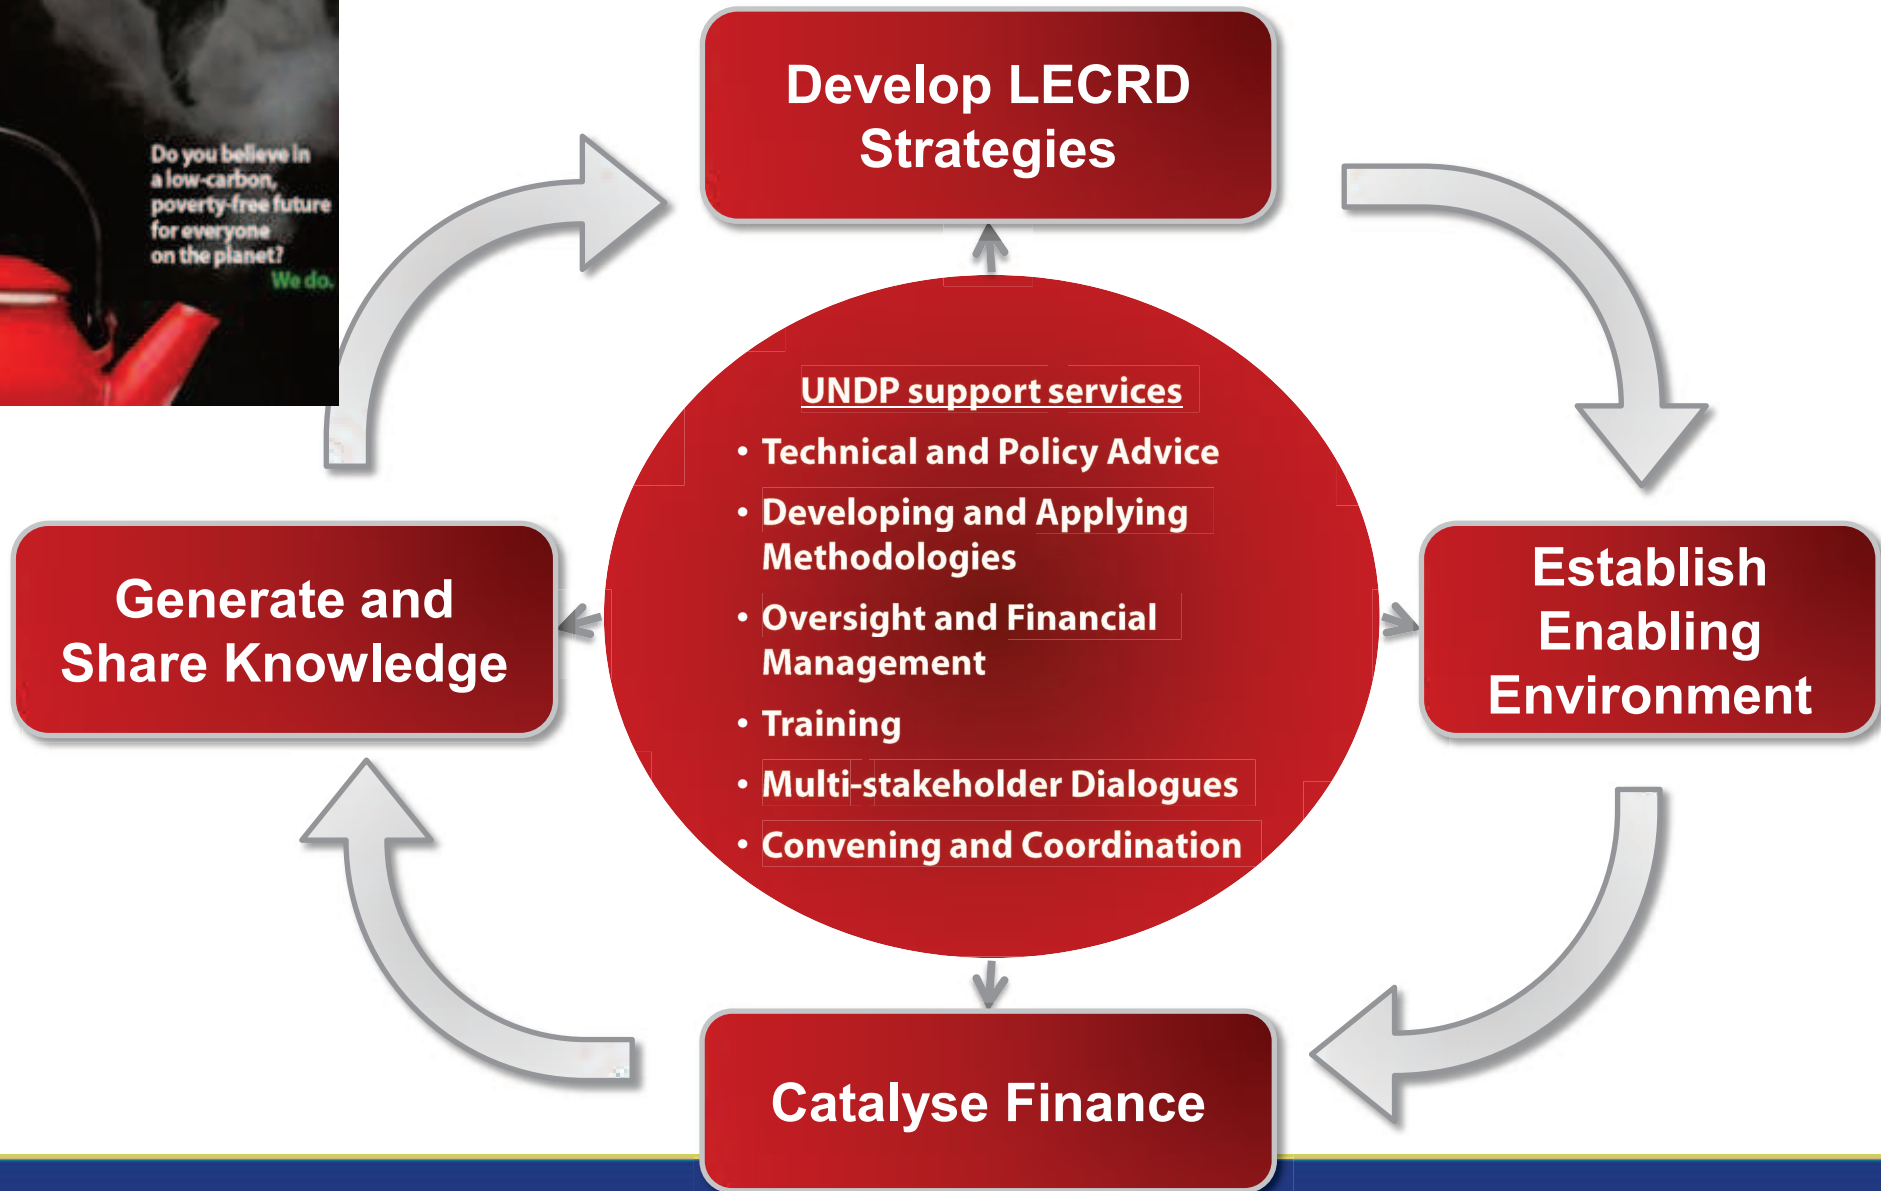 Do you believe in
a low-carbon,
poverty-free future
for everyone
on the planet?
We do.
Develop LECRD
Strategies
UNDP support services
• Technical and Policy Advice
• Developing and Applying
Methodologies
• Oversight and Financial
Management
• Training
• Multi-stakeholder Dialogues
• Convening and Coordination
Generate and
Share Knowledge
Establish
Enabling
Environment
Catalyse Finance